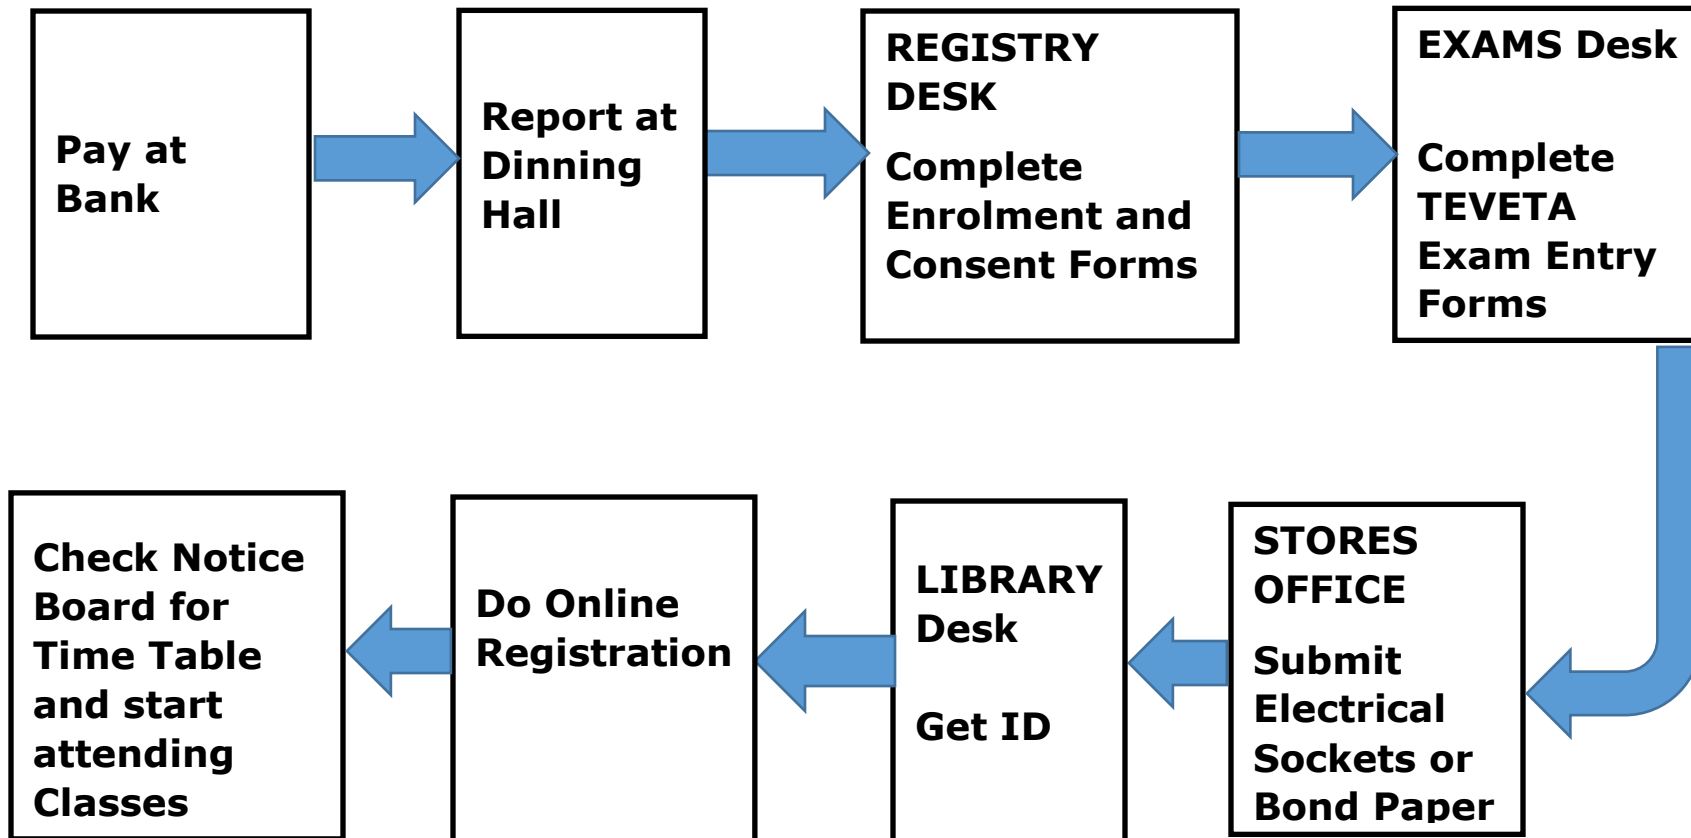 Pay at
Bank
Report at
Dinning
Hall
REGISTRY
DESK
Complete
Enrolment and
Consent Forms
EXAMS Desk
Complete
TEVETA
Exam Entry
Forms
STORES
OFFICE
Submit
Electrical
Sockets or
Bond Paper
LIBRARY
Desk
Get ID
Do Online
Registration
Check Notice
Board for
Time Table
and start
attending
Classes